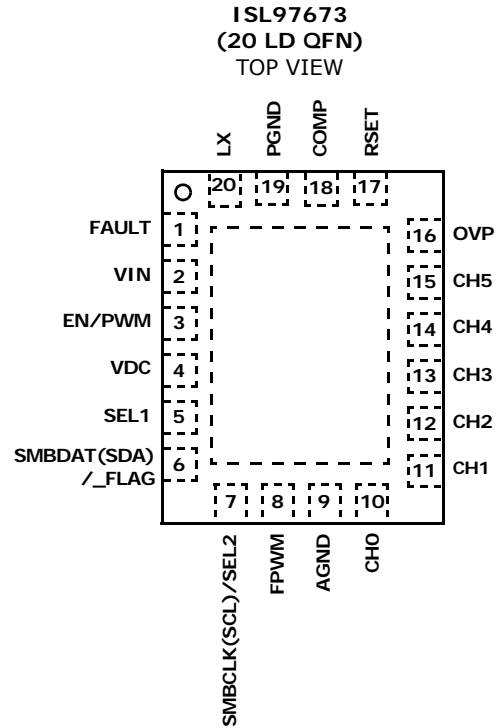 ISL97673
(20 LD QFN)
TOP VIEW
LX
PGND
COMP
RSET
20
19
18
17
FAULT
1
VIN
2
EN/PWM
3
VDC
4
SEL1
5
SMBDAT(SDA)
/_FLAG
6
16
OVP
15
CH5
14
CH4
13
CH3
12
CH2
11
CH1
7
8
9
10
SMBCLK(SCL)/SEL2
FPWM
AGND
CH0